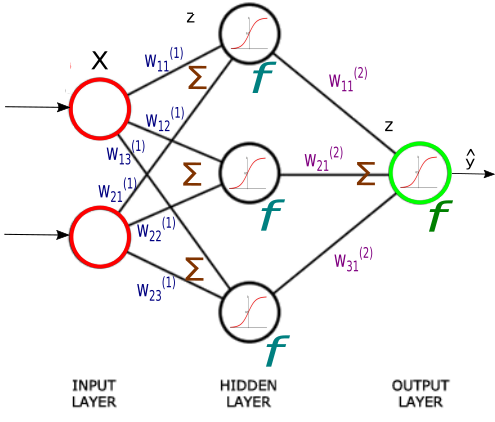 z
X
W11(1)
Σ
f
W11(2)
W12(1)
z
W13(1)
W21(2)
ŷ
Σ
Σ
W21(1)
f
f
W22(1)
W31(2)
Σ
W23(1)
f
INPUT LAYER
HIDDEN LAYER
OUTPUT LAYER